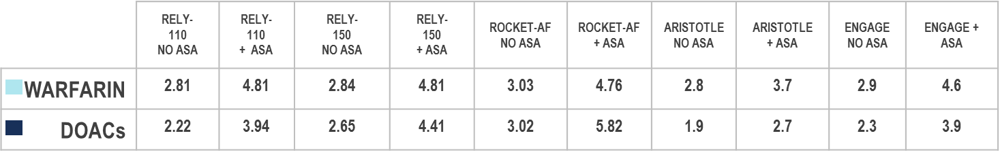 RELY-
110
NO ASA
RELY-
110
+ ASA
RELY-
150
NO ASA
RELY-
150
+ ASA
ROCKET-AF
NO ASA
ROCKET-AF
+ ASA
ARISTOTLE
NO ASA
ARISTOTLE
+ ASA
ENGAGE
NO ASA
ENGAGE +
ASA
WARFARIN 2.81 4.81 2.84 4.81 3.03 4.76 2.8 3.7 2.9 4.6
DOACs 2.22 3.94 2.65 4.41 3.02 5.82 1.9 2.7 2.3 3.9